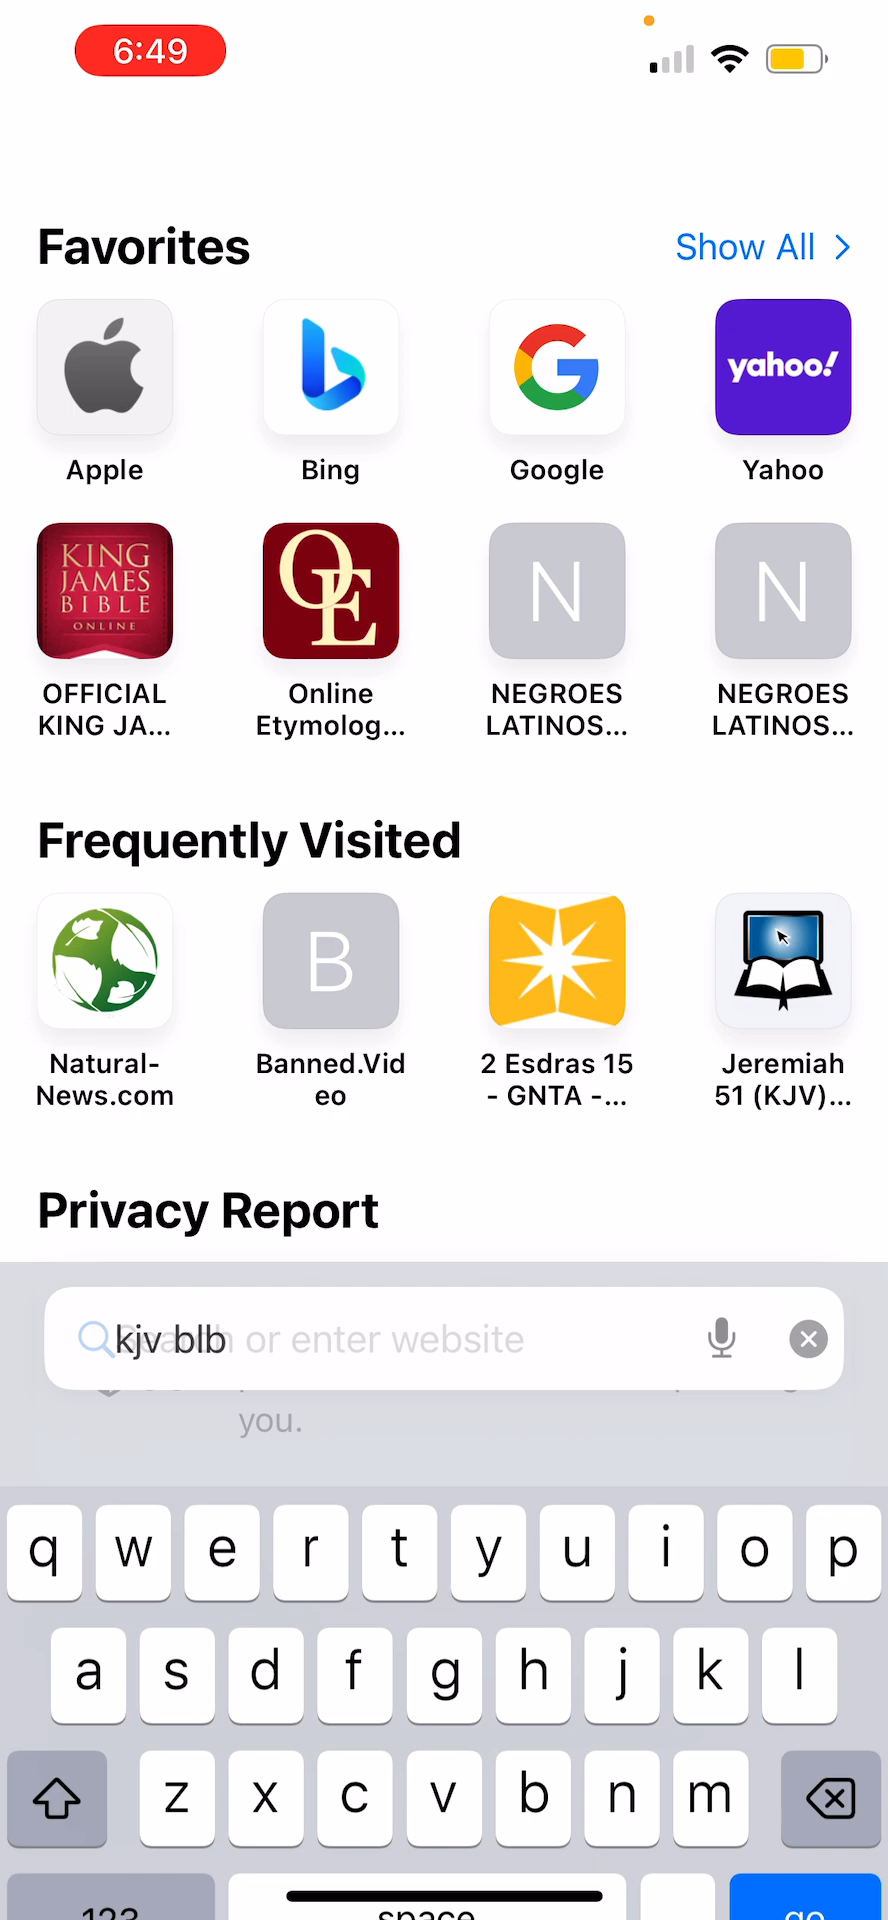 6:49
Favorites
Show All
yahoo!
Apple
Bing
Google
Yahoo
KING
JAMES
BIBLE
ONLINE
OE
N
N
OFFICIAL
KING JA...
Online
Etymolog...
NEGROES
LATINOS...
NEGROES
LATINOS...
Frequently Visited
B
Natural-
News.com
Banned.Vid
eo
2 Esdras 15
- GNTA -...
Jeremiah
51 (KJV)...
Privacy Report
kjv blb
Search or enter website
you.
q w e r t y u i o p
a s d f g h j k l
z x c v b n m
123 space go